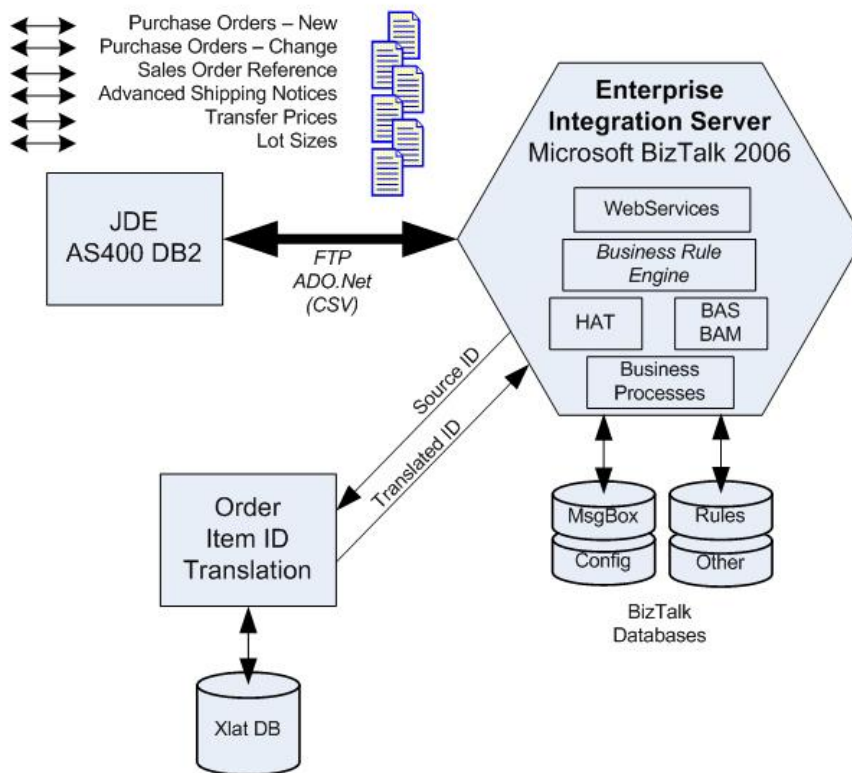 Purchase Orders – New
Purchase Orders – Change
Sales Order Reference
Advanced Shipping Notices
Transfer Prices
Lot Sizes
Enterprise
Integration Server
Microsoft BizTalk 2006
WebServices
Business Rule
Engine
HAT
BAS
BAM
Business
Processes
JDE
AS400 DB2
FTP
ADO.Net
(CSV)
Source ID
Translated ID
Order
Item ID
Translation
Xlat DB
MsgBox
Config
Rules
Other
BizTalk
Databases